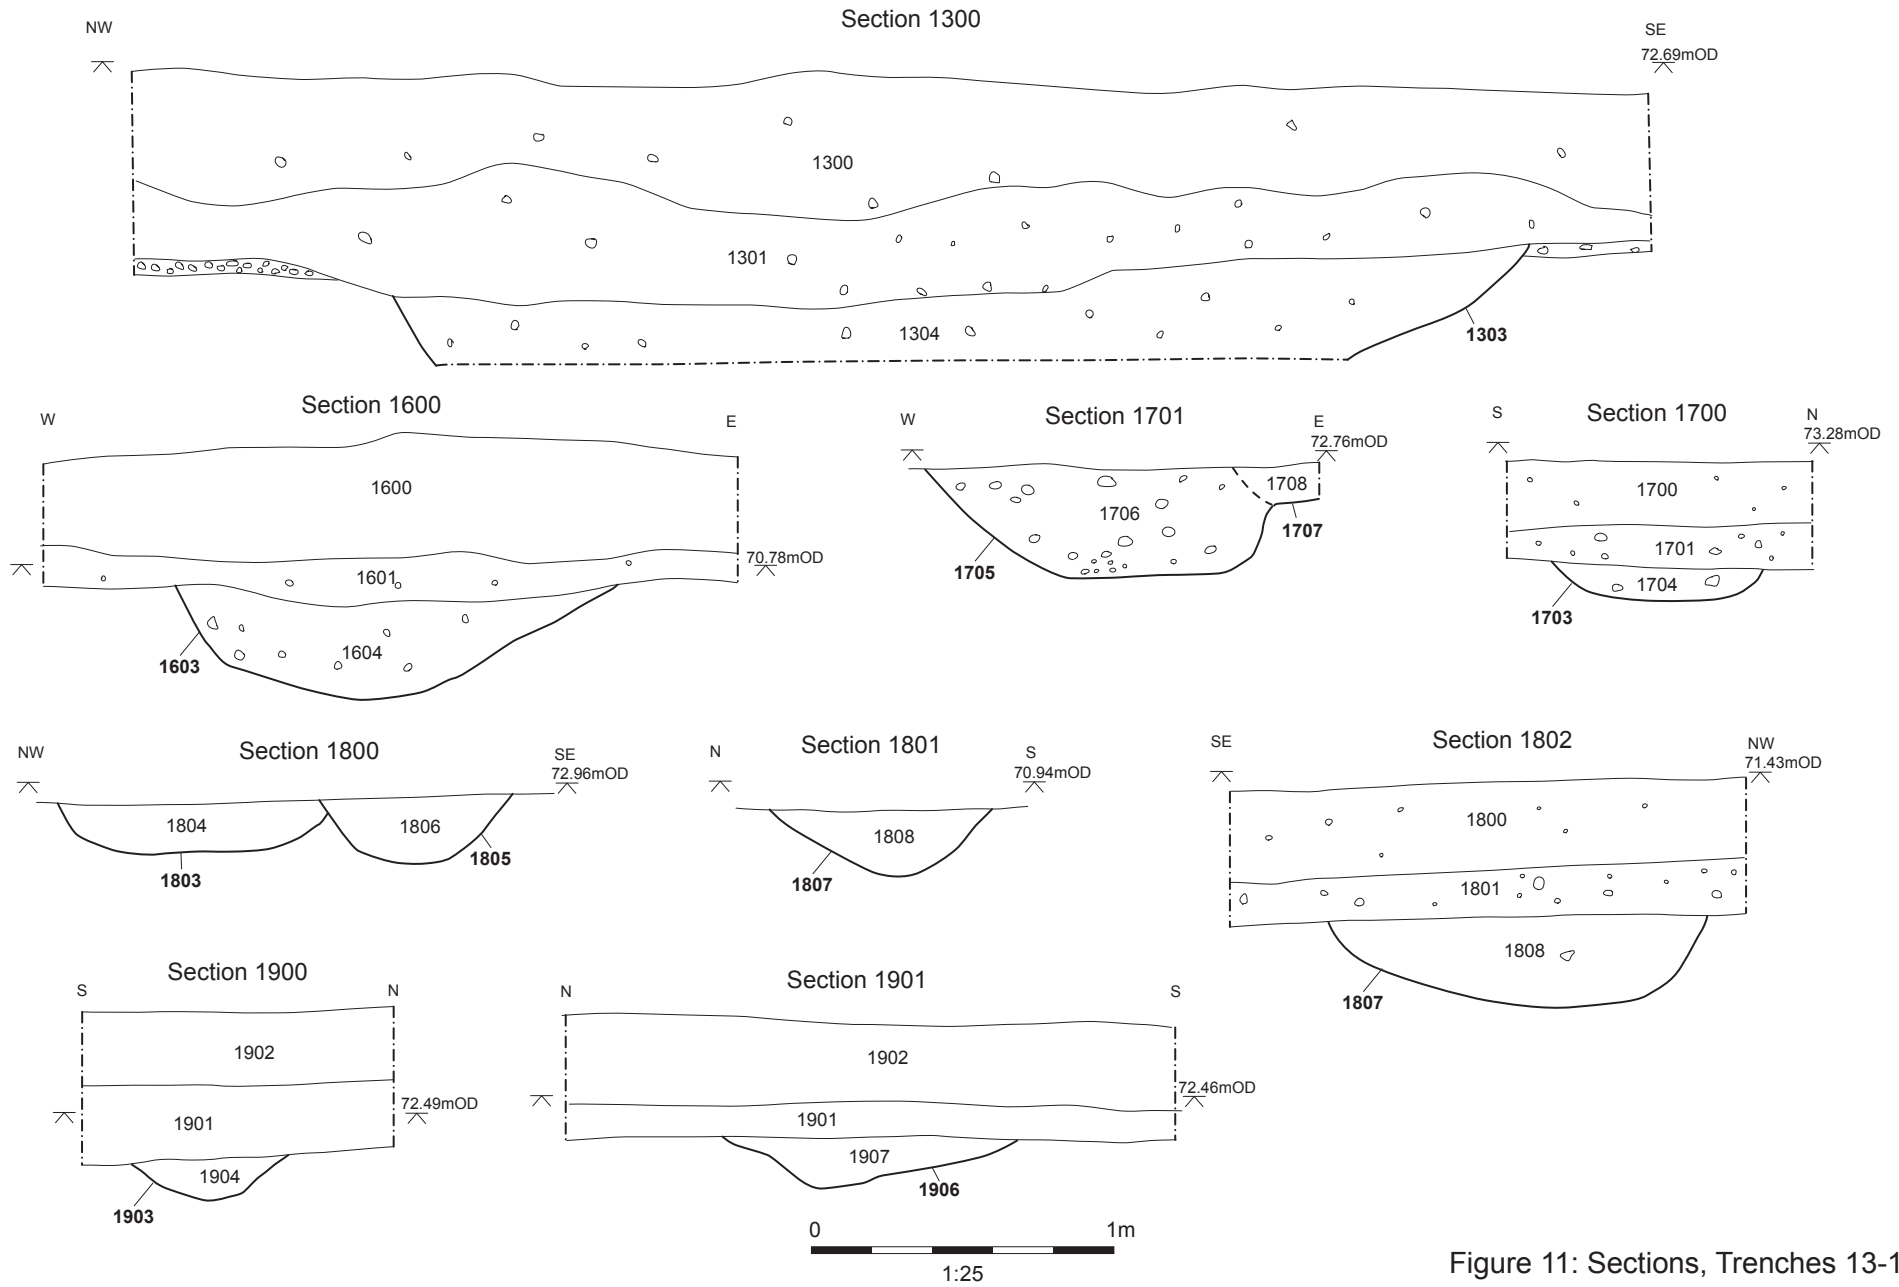 Section 1300
NW
SE
72.69mOD
1300
1301
1304
1303
Section 1600
W
E
70.78mOD
1600
1601
1604
1603
Section 1701
W
E
72.76mOD
1708
1706
1707
1705
Section 1700
S
N
73.28mOD
1700
1701
1704
1703
Section 1800
NW
SE
72.96mOD
1804
1806
1805
1803
Section 1801
N
S
70.94mOD
1808
1807
Section 1802
SE
NW
71.43mOD
1800
1801
1808
1807
Section 1900
S
N
1902
72.49mOD
1901
1904
1903
Section 1901
N
S
1902
72.46mOD
1901
1907
1906
0 1m
1:25
Figure 11: Sections, Trenches 13-1